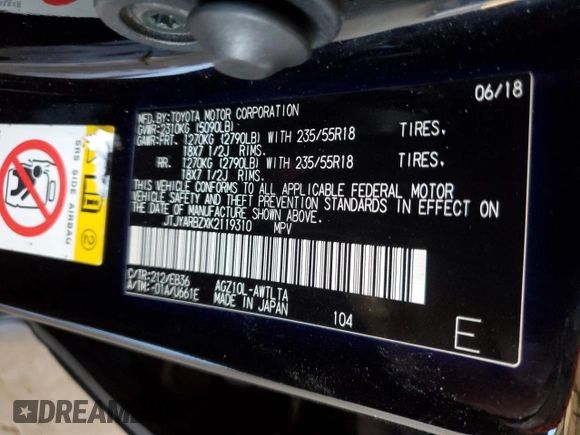 06/18
MFD. BY: TOYOTA MOTOR CORPORATION
GVWR: 2310KG (5090LB)
GAWR: FRT. 1270KG (2790LB) WITH 235/55R18 TIRES,
18X7 1/2J RIMS.
RR. 1270KG (2790LB) WITH 235/55R18 TIRES,
18X7 1/2J RIMS.
THIS VEHICLE CONFORMS TO ALL APPLICABLE FEDERAL MOTOR
VEHICLE SAFETY AND THEFT PREVENTION STANDARDS IN EFFECT ON
THE DATE OF MANUFACTURE SHOWN ABOVE.
JTJYARBZXK2119310 MPV
C/TR: 212/EB36 AGZ10L-AWTLTA
A/TM: -01A/U661E MADE IN JAPAN
104
E
SRS SIDE AIRBAG
2
DREAM